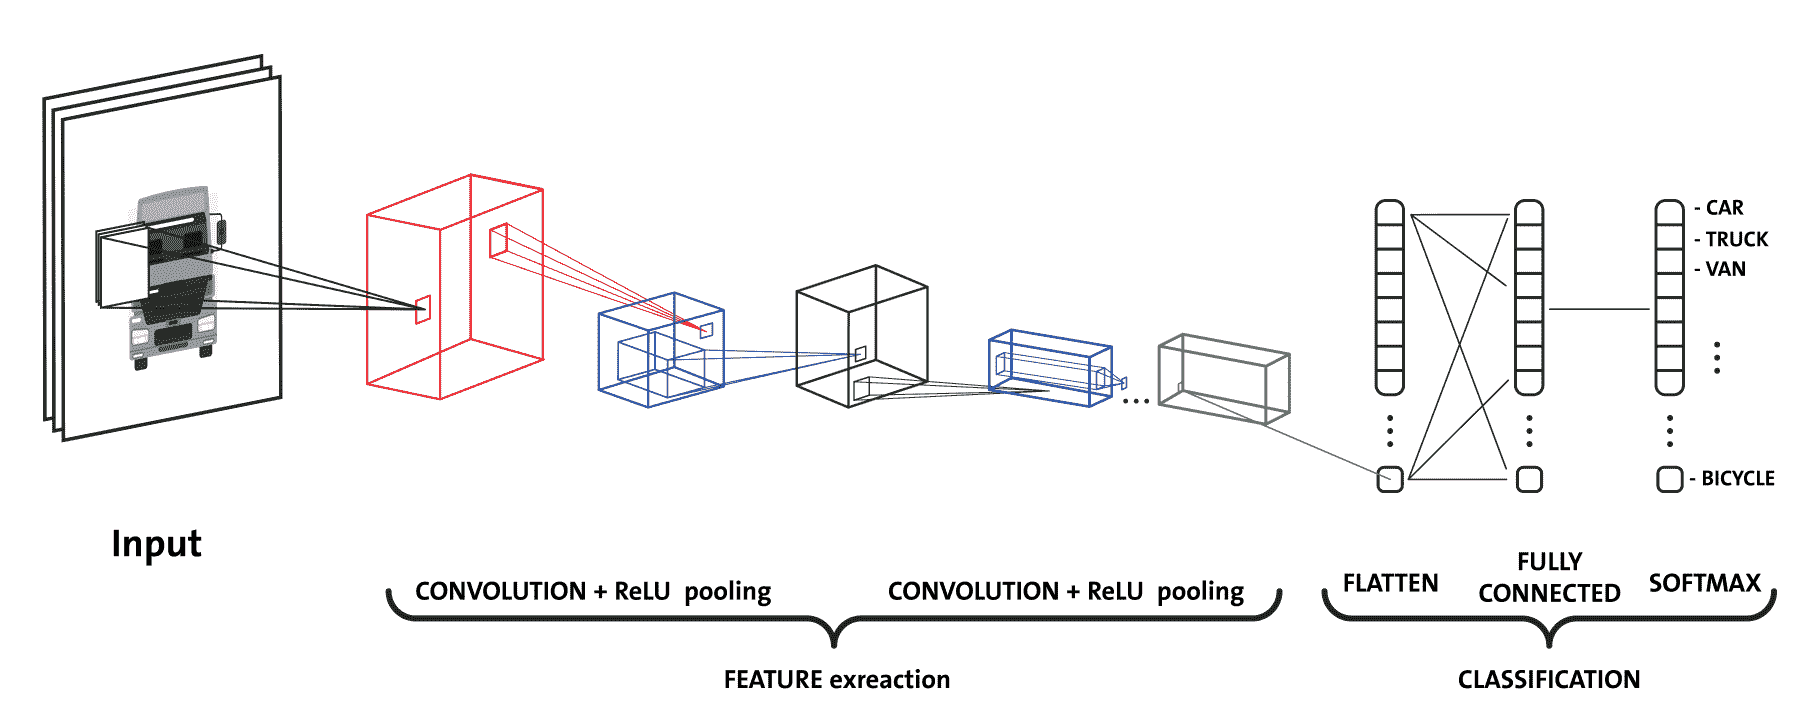 - CAR
- TRUCK
- VAN
- BICYCLE
Input
CONVOLUTION + ReLU pooling
CONVOLUTION + ReLU pooling
FLATTEN
FULLY
CONNECTED
SOFTMAX
FEATURE exreaction
CLASSIFICATION